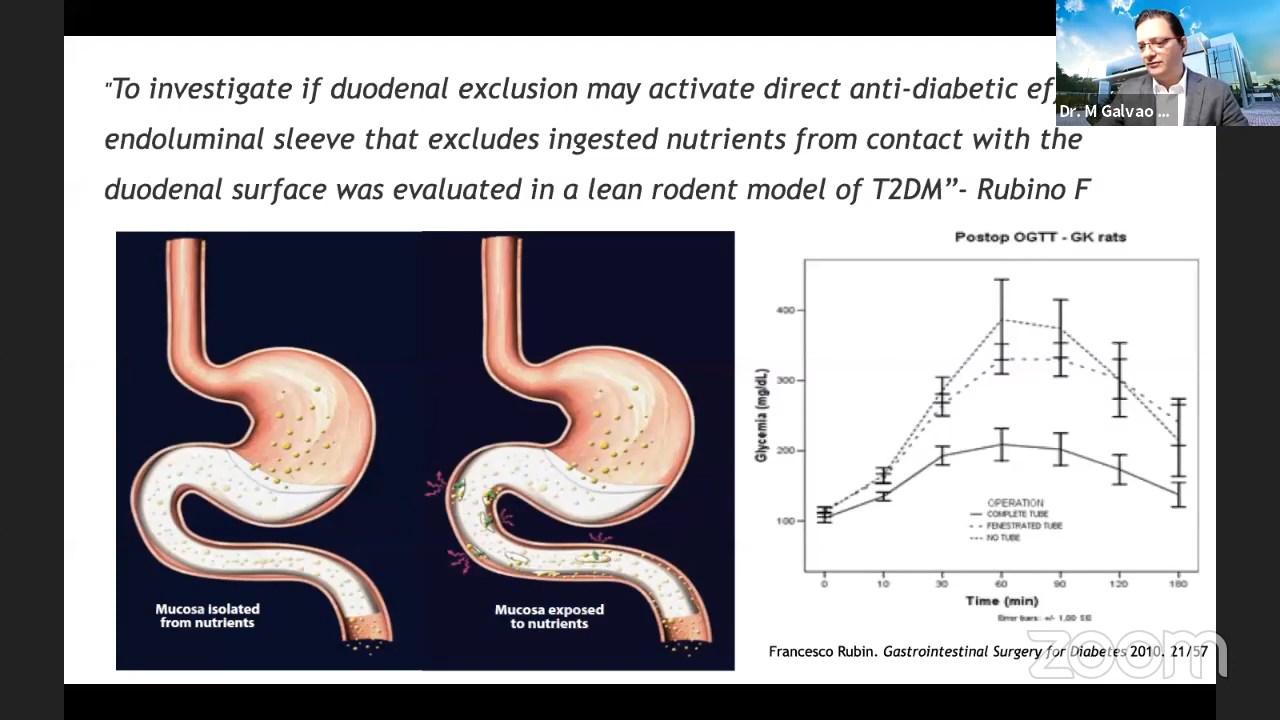 "To investigate if duodenal exclusion may activate direct anti-diabetic
Dr. M Galvao ...
endoluminal sleeve that excludes ingested nutrients from contact with the
duodenal surface was evaluated in a lean rodent model of T2DM”- Rubino F
Postop OGTT - GK rats
Glycemia (mg/dL)
400
300
200
100
OPERATION
COMPLETE TUBE
FENESTRATED TUBE
NO TUBE
0 10 30 60 90 120 180
Time (min)
Error bars: +/- 1,00 SE
Mucosa isolated
from nutrients
Mucosa exposed
to nutrients
Francesco Rubin. Gastrointestinal Surgery for Diabetes 2010. 21/57
zoom